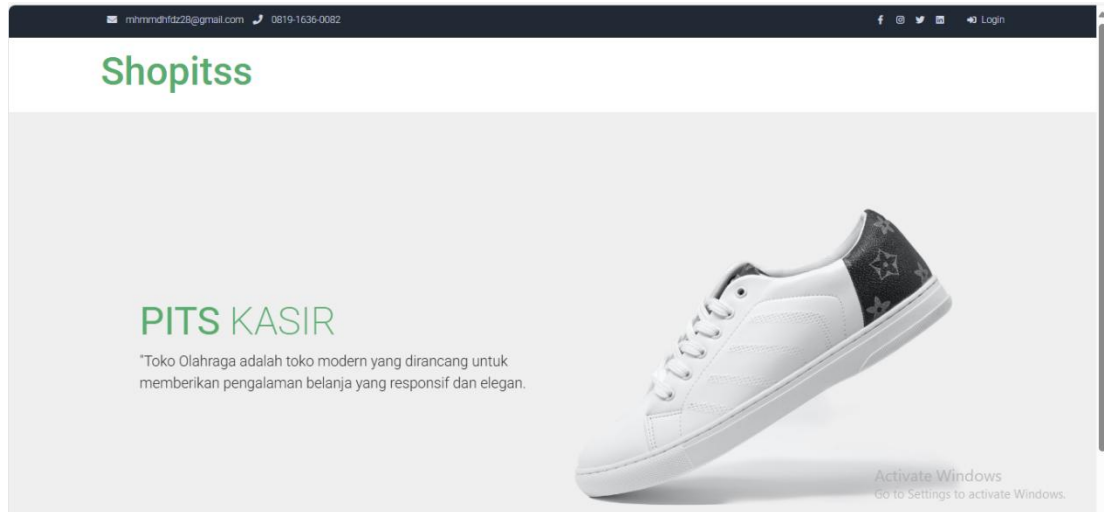 mhmmdhfdz28@gmail.com 0819-1636-0082 Login
Shopitss
PITS KASIR
"Toko Olahraga adalah toko modern yang dirancang untuk
memberikan pengalaman belanja yang responsif dan elegan.
Activate Windows
Go to Settings to activate Windows.